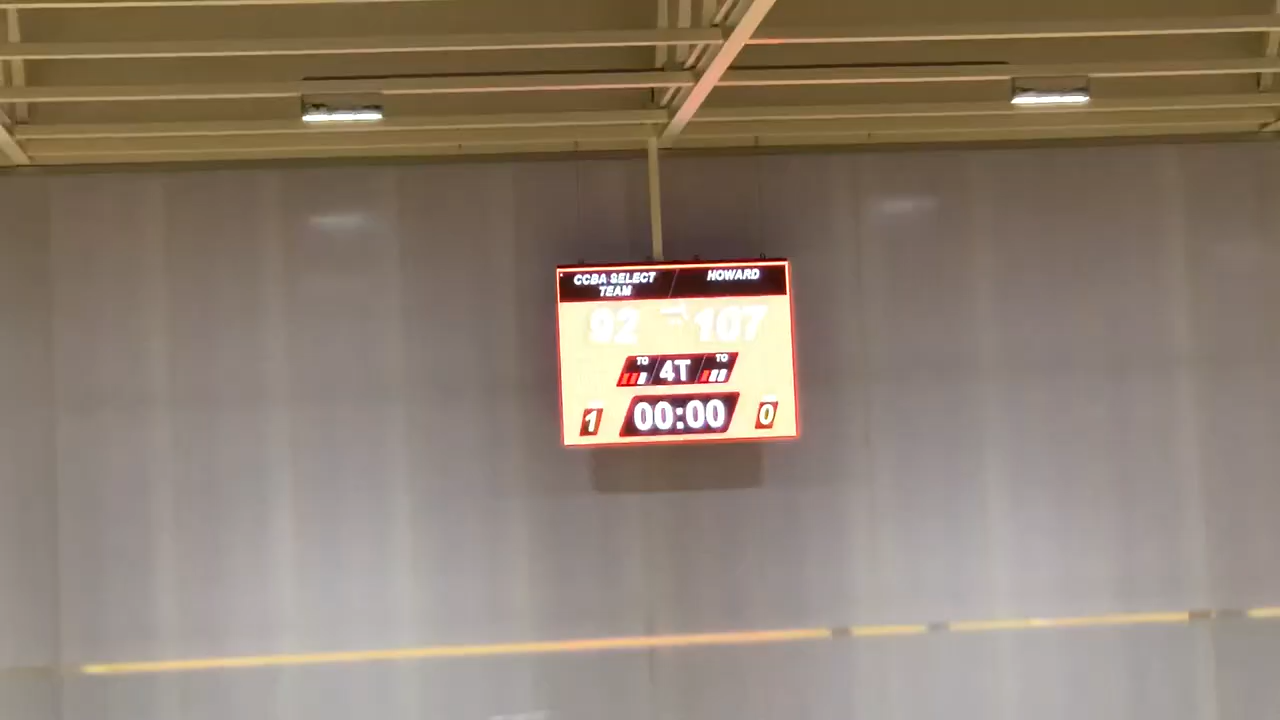 CCBA SELECT
TEAM
HOWARD
92 107
TO 4T TO
1 00:00 0